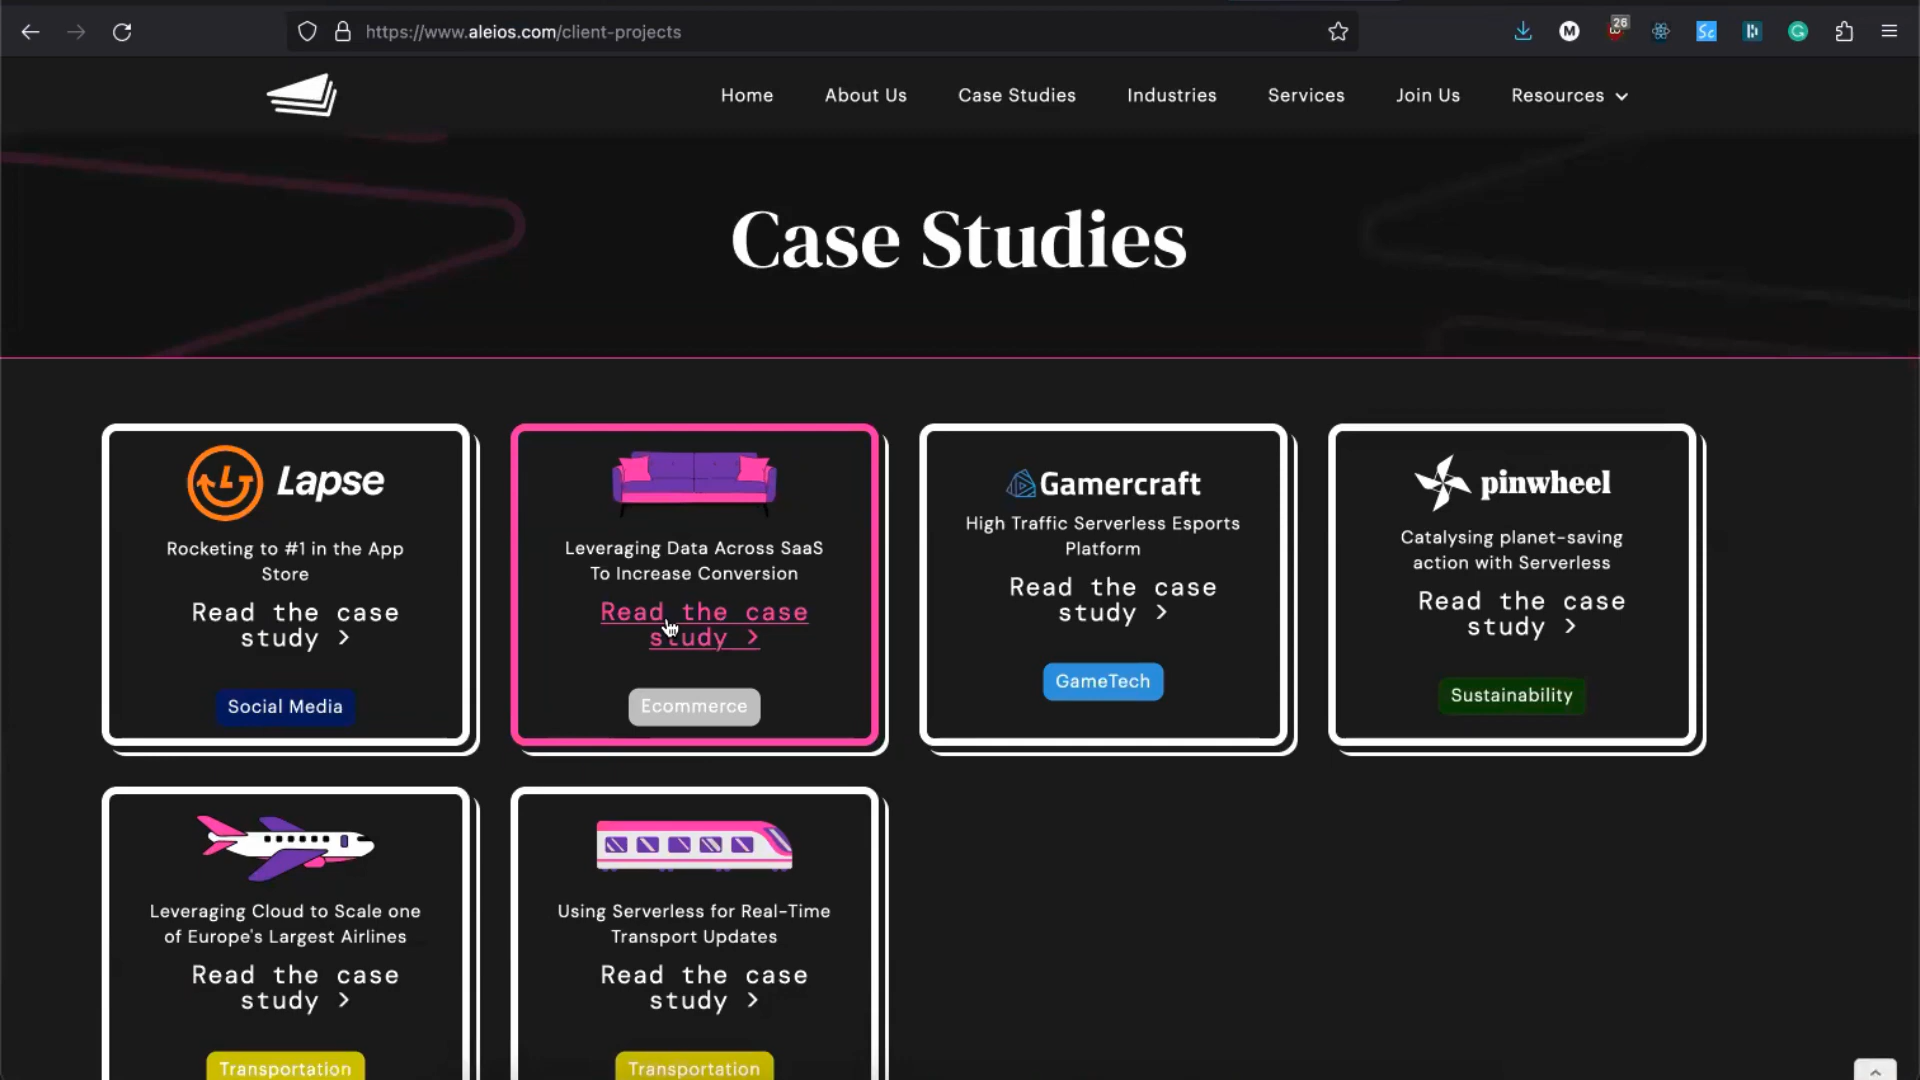 https://www.aleios.com/client-projects
M
26
Sc
G
Home
About Us
Case Studies
Industries
Services
Join Us
Resources
Case Studies
Lapse
Rocketing to #1 in the App
Store
Read the case
study >
Social Media
Leveraging Data Across SaaS
To Increase Conversion
Read the case
study >
Ecommerce
Gamercraft
High Traffic Serverless Esports
Platform
Read the case
study >
GameTech
pinwheel
Catalysing planet-saving
action with Serverless
Read the case
study >
Sustainability
Leveraging Cloud to Scale one
of Europe's Largest Airlines
Read the case
study >
Transportation
Using Serverless for Real-Time
Transport Updates
Read the case
study >
Transportation